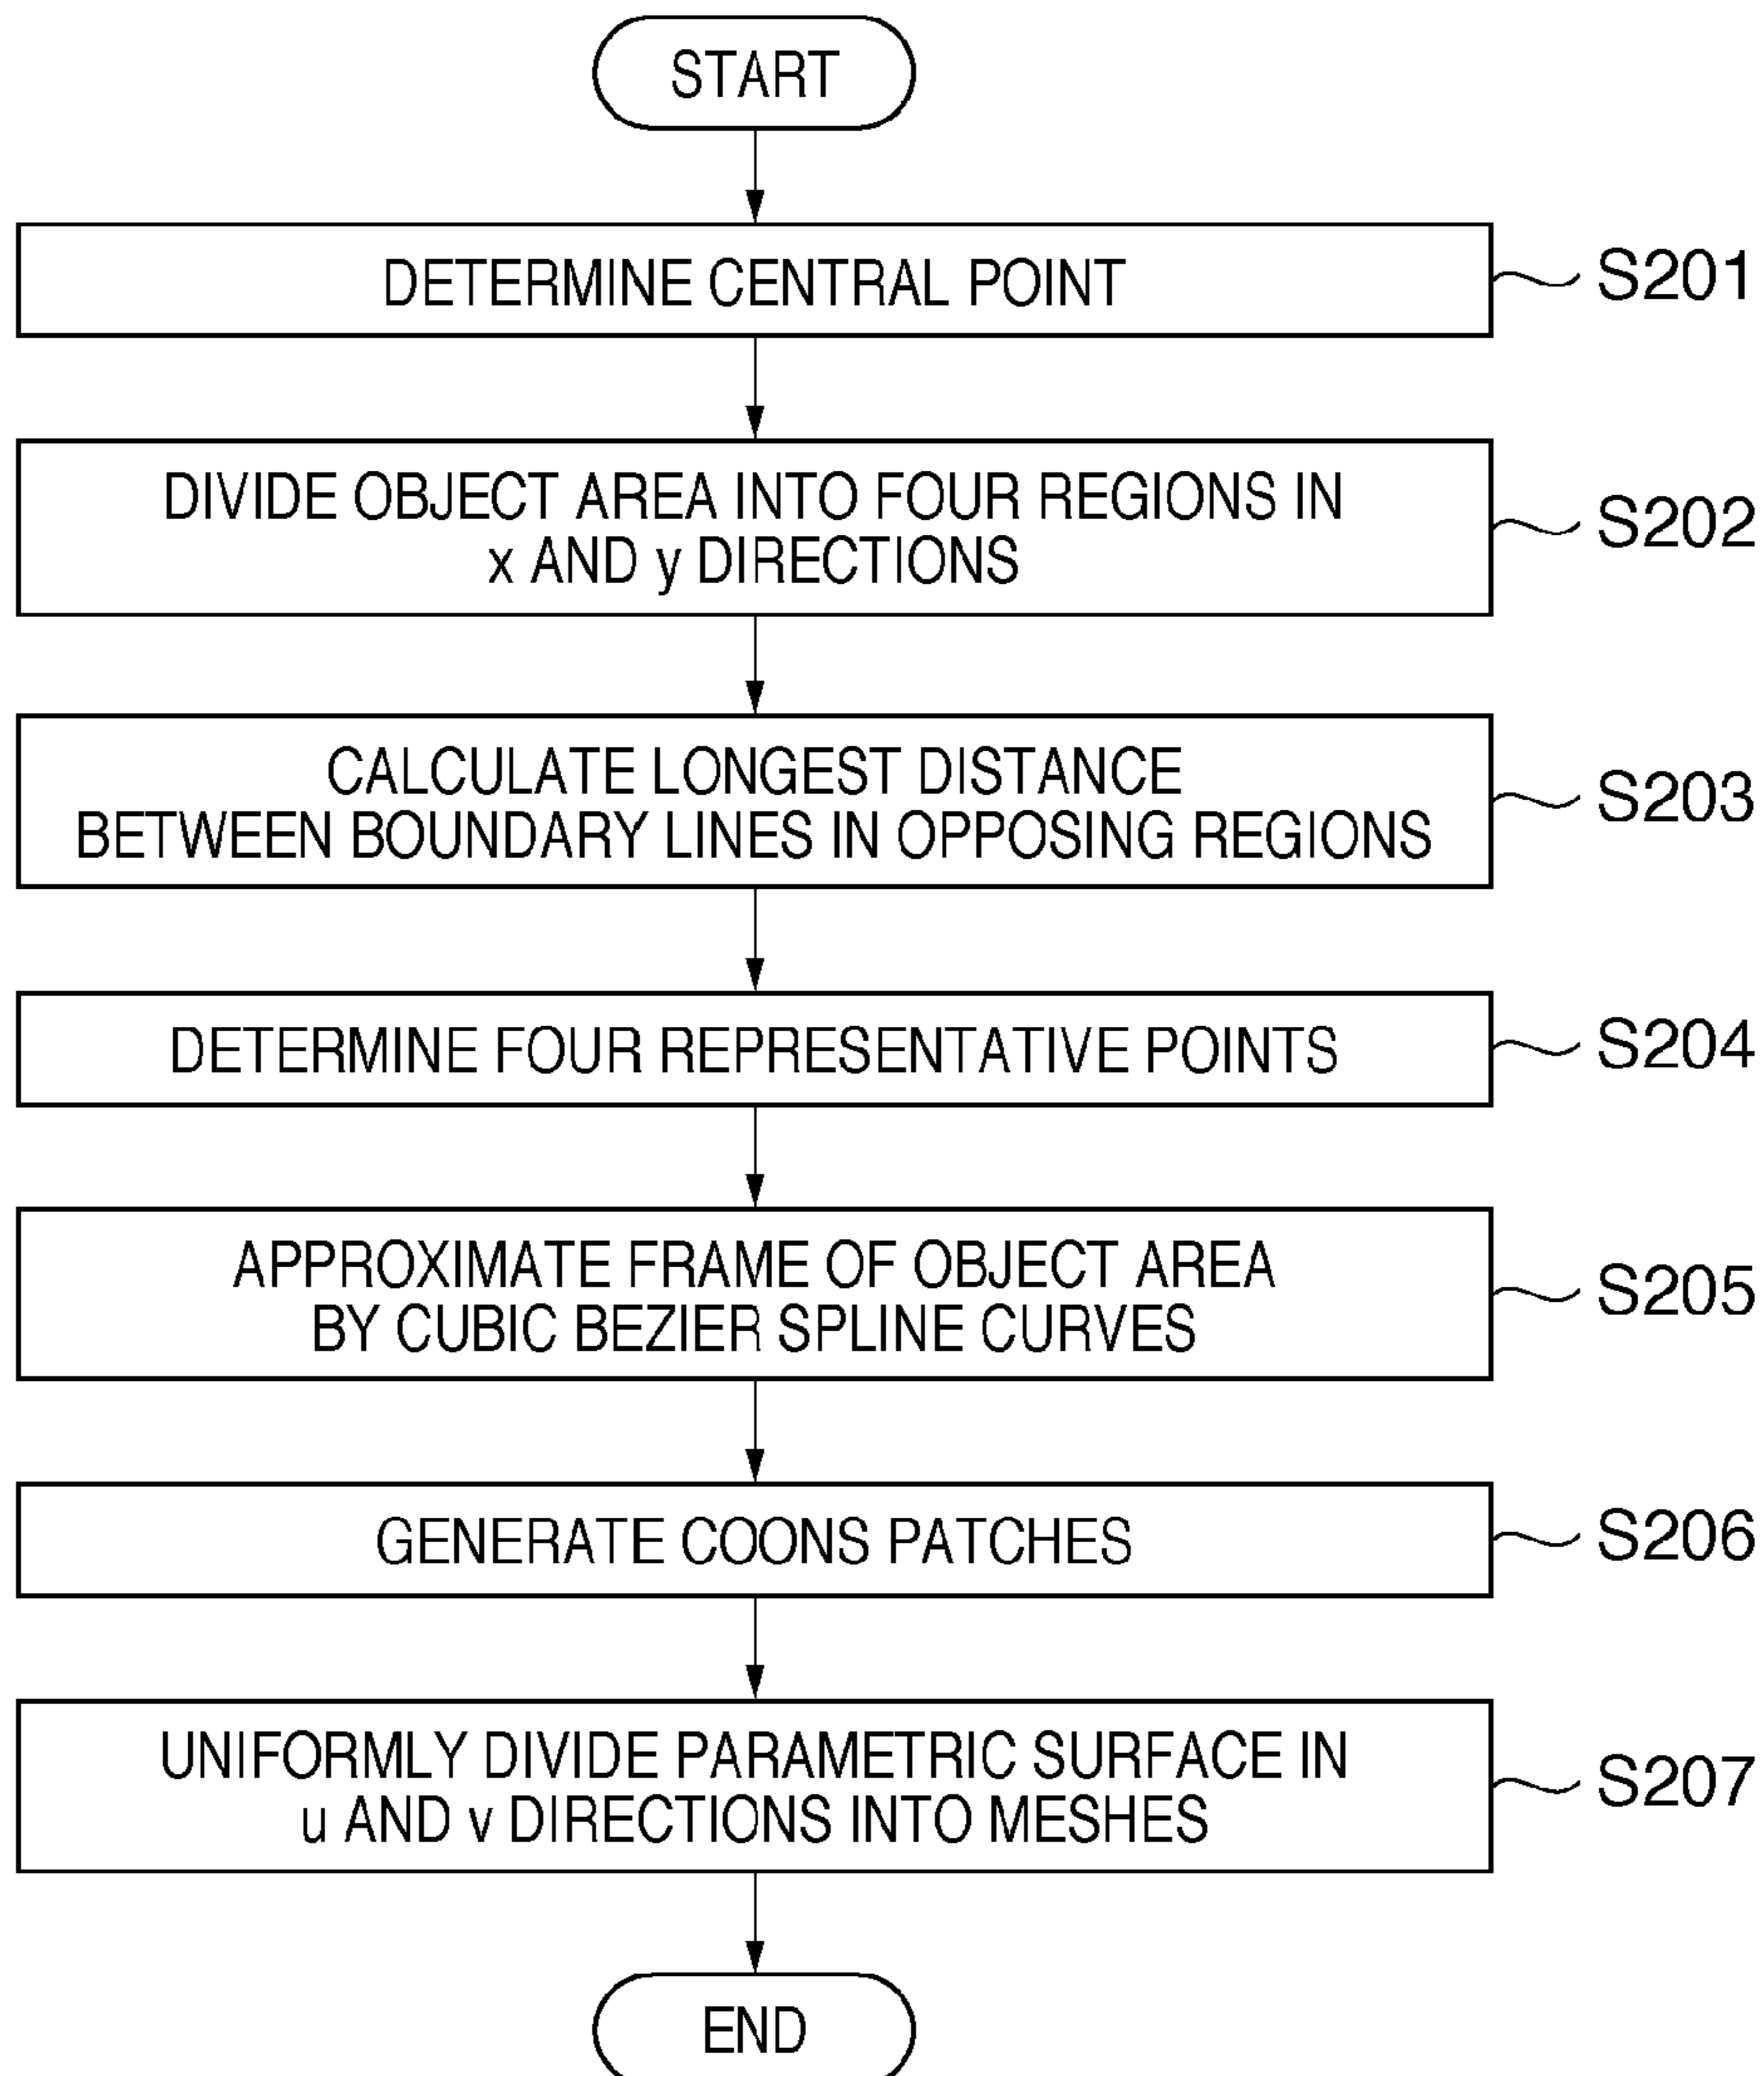 START
DETERMINE CENTRAL POINT
S201
DIVIDE OBJECT AREA INTO FOUR REGIONS IN
x AND y DIRECTIONS
S202
CALCULATE LONGEST DISTANCE
BETWEEN BOUNDARY LINES IN OPPOSING REGIONS
S203
DETERMINE FOUR REPRESENTATIVE POINTS
S204
APPROXIMATE FRAME OF OBJECT AREA
BY CUBIC BEZIER SPLINE CURVES
S205
GENERATE COONS PATCHES
S206
UNIFORMLY DIVIDE PARAMETRIC SURFACE IN
u AND v DIRECTIONS INTO MESHES
S207
END